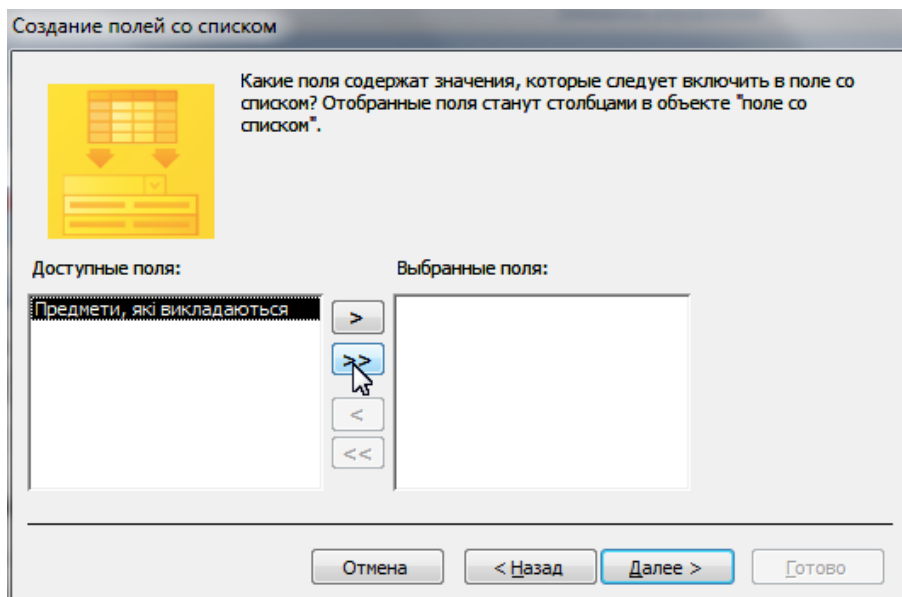 Создание полей со списком
Какие поля содержат значения, которые следует включить в поле со
списком? Отобранные поля станут столбцами в объекте "поле со
списком".
Доступные поля:
Выбранные поля:
Предмети, які викладаються
>
>>
<
<<
Отмена
< Назад
Далее >
Готово